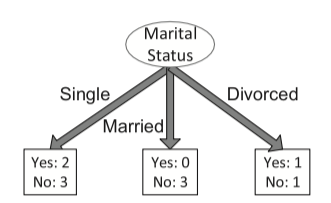 Marital
Status
Single
Married
Divorced
Yes: 2
No: 3
Yes: 0
No: 3
Yes: 1
No: 1